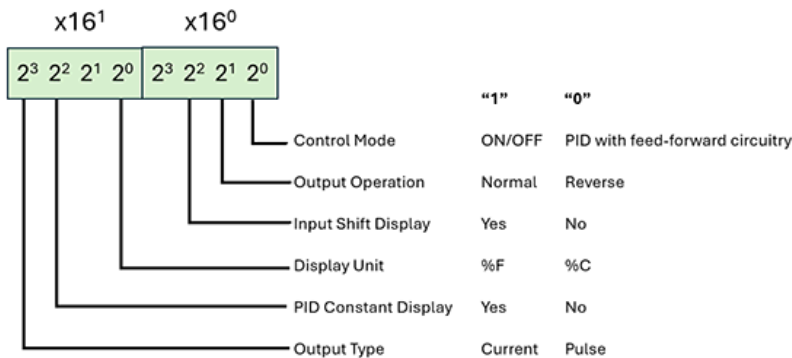 x16¹ x16⁰
2³ 2² 2¹ 2⁰ 2³ 2² 2¹ 2⁰
“1” “0”
Control Mode ON/OFF PID with feed-forward circuitry
Output Operation Normal Reverse
Input Shift Display Yes No
Display Unit %F %C
PID Constant Display Yes No
Output Type Current Pulse